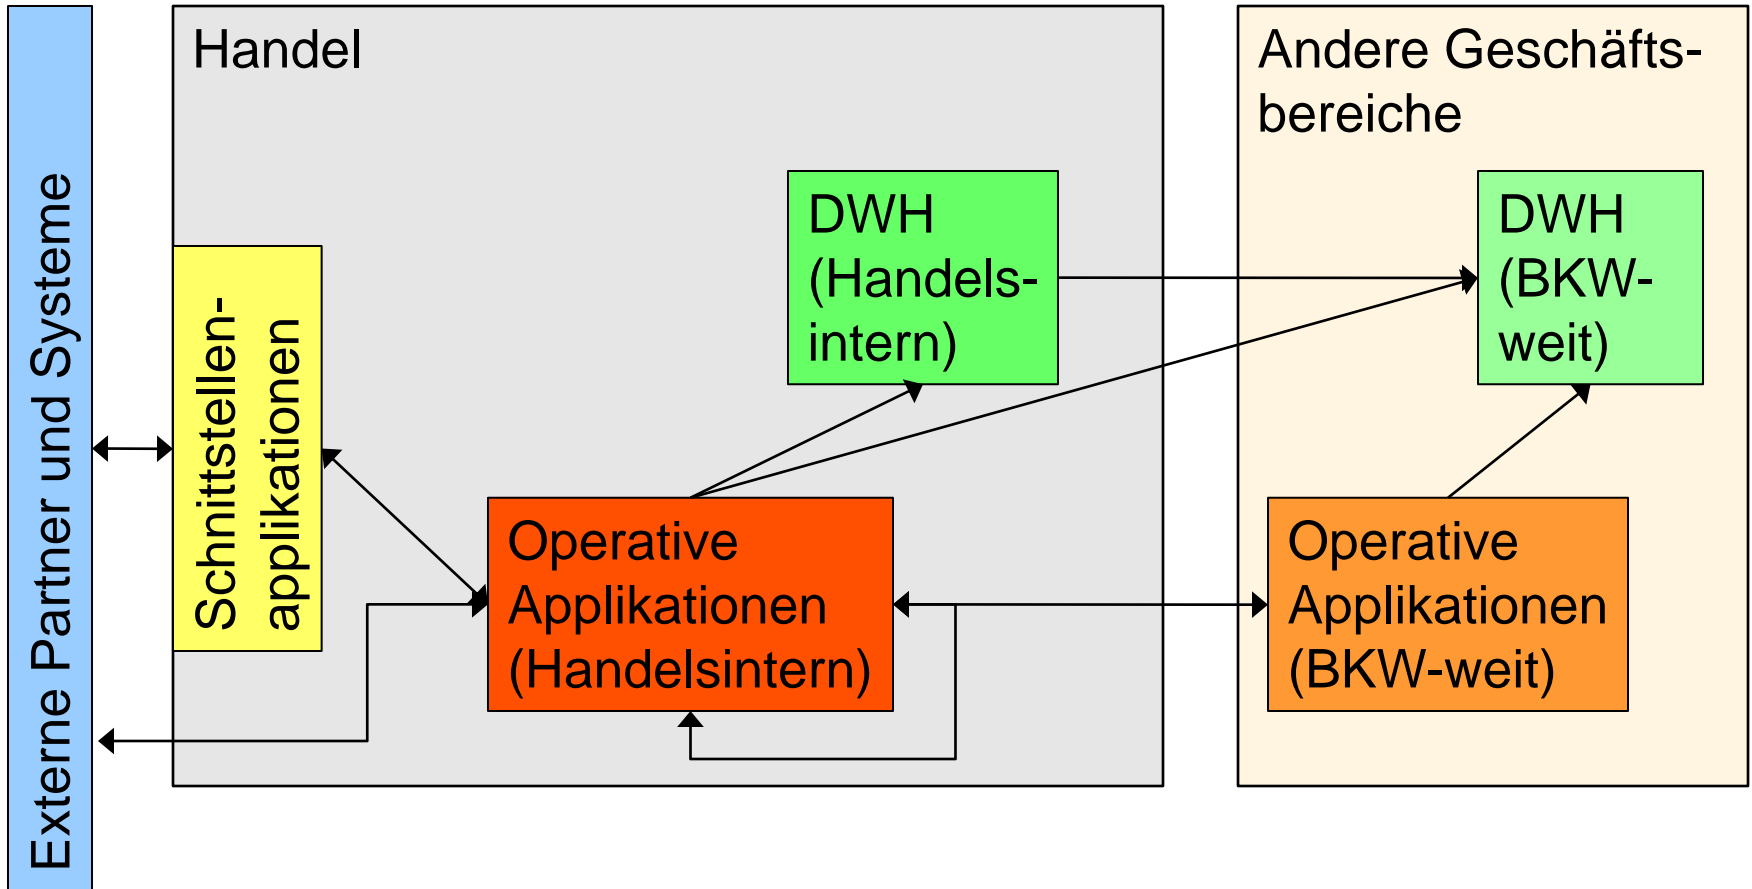 Externe Partner und Systeme
Handel
Schnittstellen-
applikationen
DWH
(Handels-
intern)
Operative
Applikationen
(Handelsintern)
Andere Geschäfts-
bereiche
DWH
(BKW-
weit)
Operative
Applikationen
(BKW-weit)